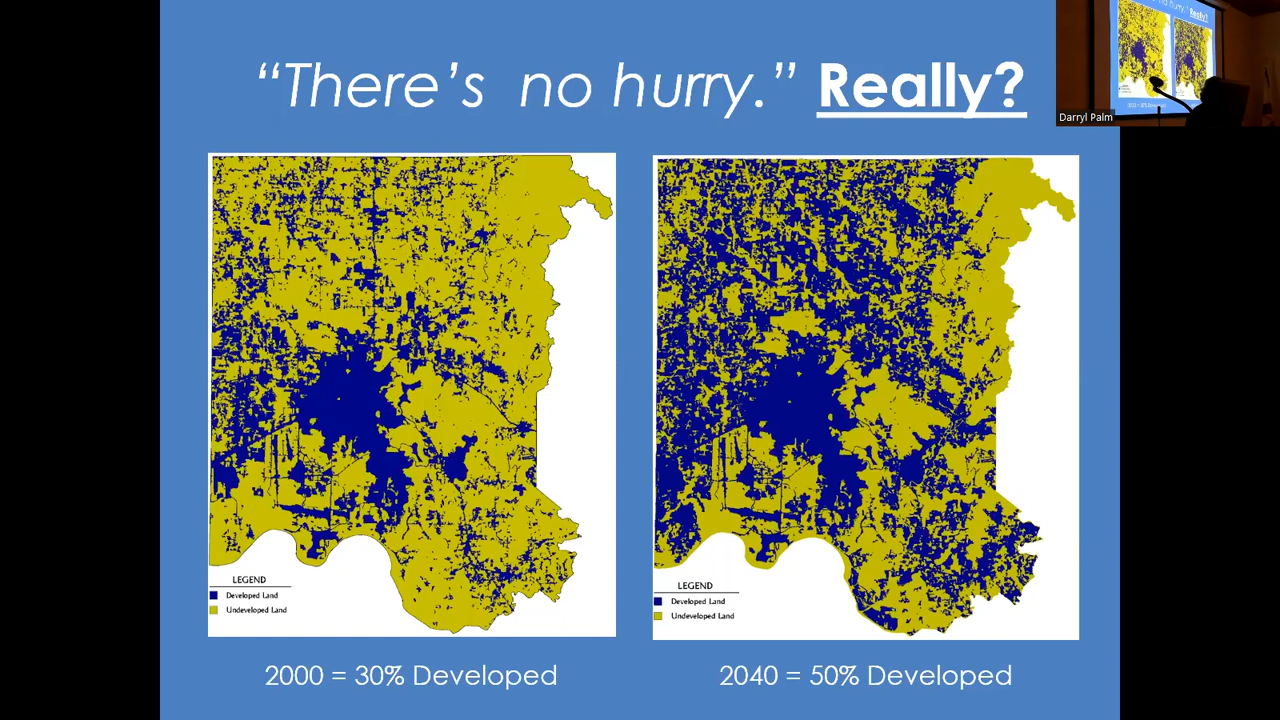 “There’s no hurry.” Really?
Darryl Palm
LEGEND
Developed Land
Undeveloped Land
LEGEND
Developed Land
Undeveloped Land
2000 = 30% Developed
2040 = 50% Developed